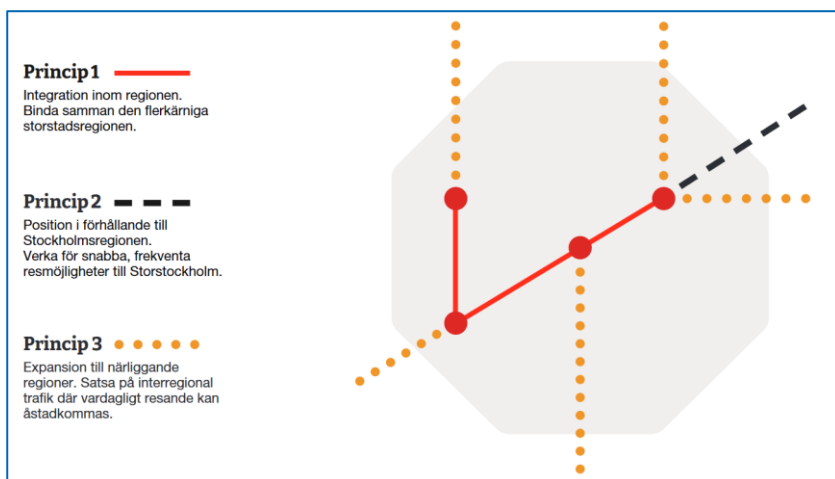 Princip 1
Integration inom regionen.
Binda samman den flerkärniga
storstadsregionen.
Princip 2
Position i förhållande till
Stockholmsregionen.
Verka för snabba, frekventa
resmöjligheter till Storstockholm.
Princip 3
Expansion till närliggande
regioner. Satsa på interregional
trafik där vardagligt resande kan
åstadkommas.